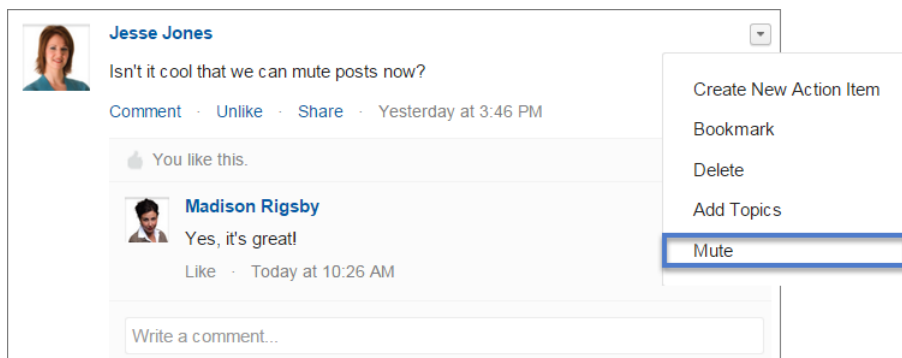 Jesse Jones
Isn't it cool that we can mute posts now?
Comment · Unlike · Share · Yesterday at 3:46 PM
You like this.
Madison Rigsby
Yes, it's great!
Like · Today at 10:26 AM
Write a comment...
Create New Action Item
Bookmark
Delete
Add Topics
Mute